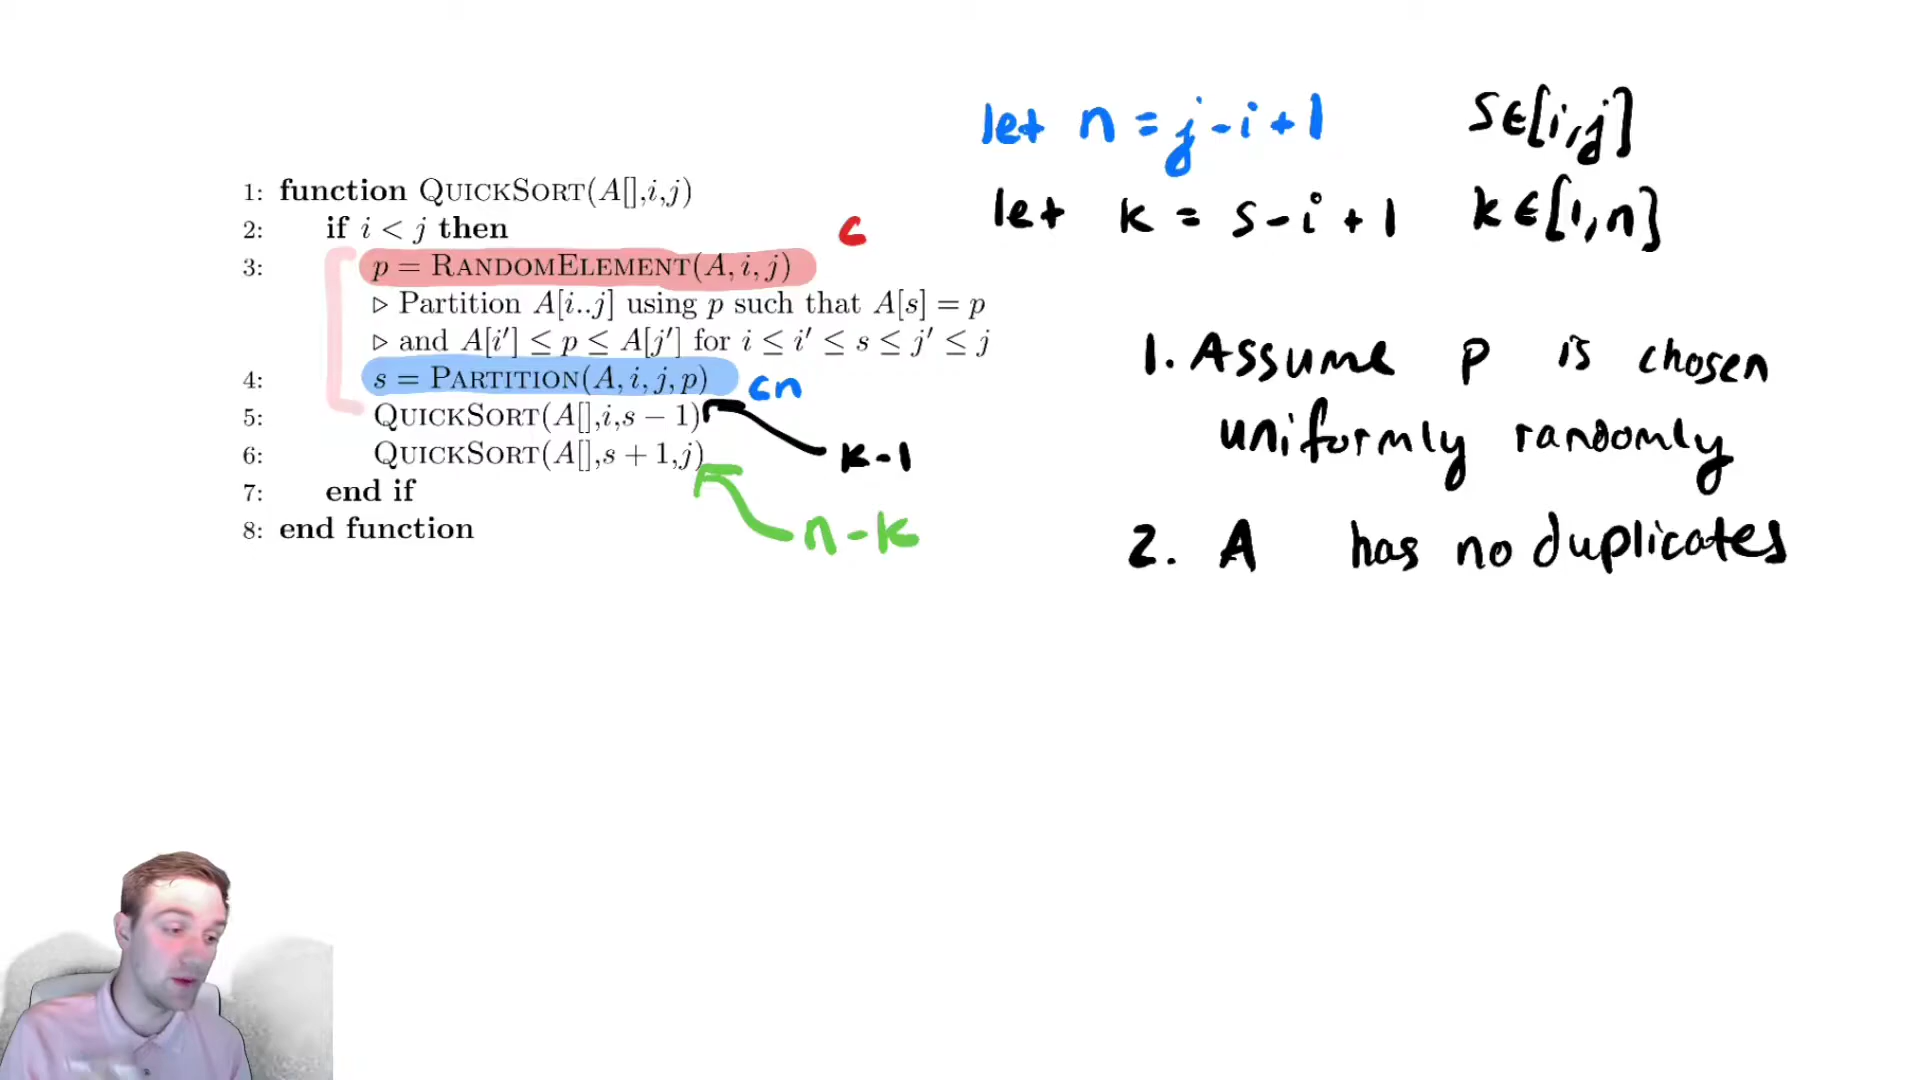 let n = j - i + 1
S ∈ [i, j]
let k = s - i + 1
k ∈ [1, n]
1: function QUICKSORT(A[],i,j)
2: if i < j then
c
3: p = RANDOMELEMENT(A, i, j)
▷ Partition A[i..j] using p such that A[s] = p
▷ and A[i′] ≤ p ≤ A[j′] for i ≤ i′ ≤ s ≤ j′ ≤ j
4: s = PARTITION(A, i, j, p)
cn
5: QUICKSORT(A[],i,s − 1)
k-1
6: QUICKSORT(A[],s + 1,j)
n-k
7: end if
8: end function
1. Assume p is chosen
uniformly randomly
2. A has no duplicates